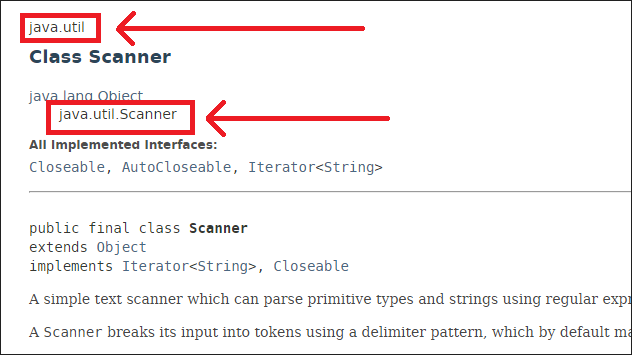 java.util
Class Scanner
java.lang.Object
java.util.Scanner
All Implemented Interfaces:
Closeable, AutoCloseable, Iterator<String>
public final class Scanner
extends Object
implements Iterator<String>, Closeable
A simple text scanner which can parse primitive types and strings using regular expr
A Scanner breaks its input into tokens using a delimiter pattern, which by default ma